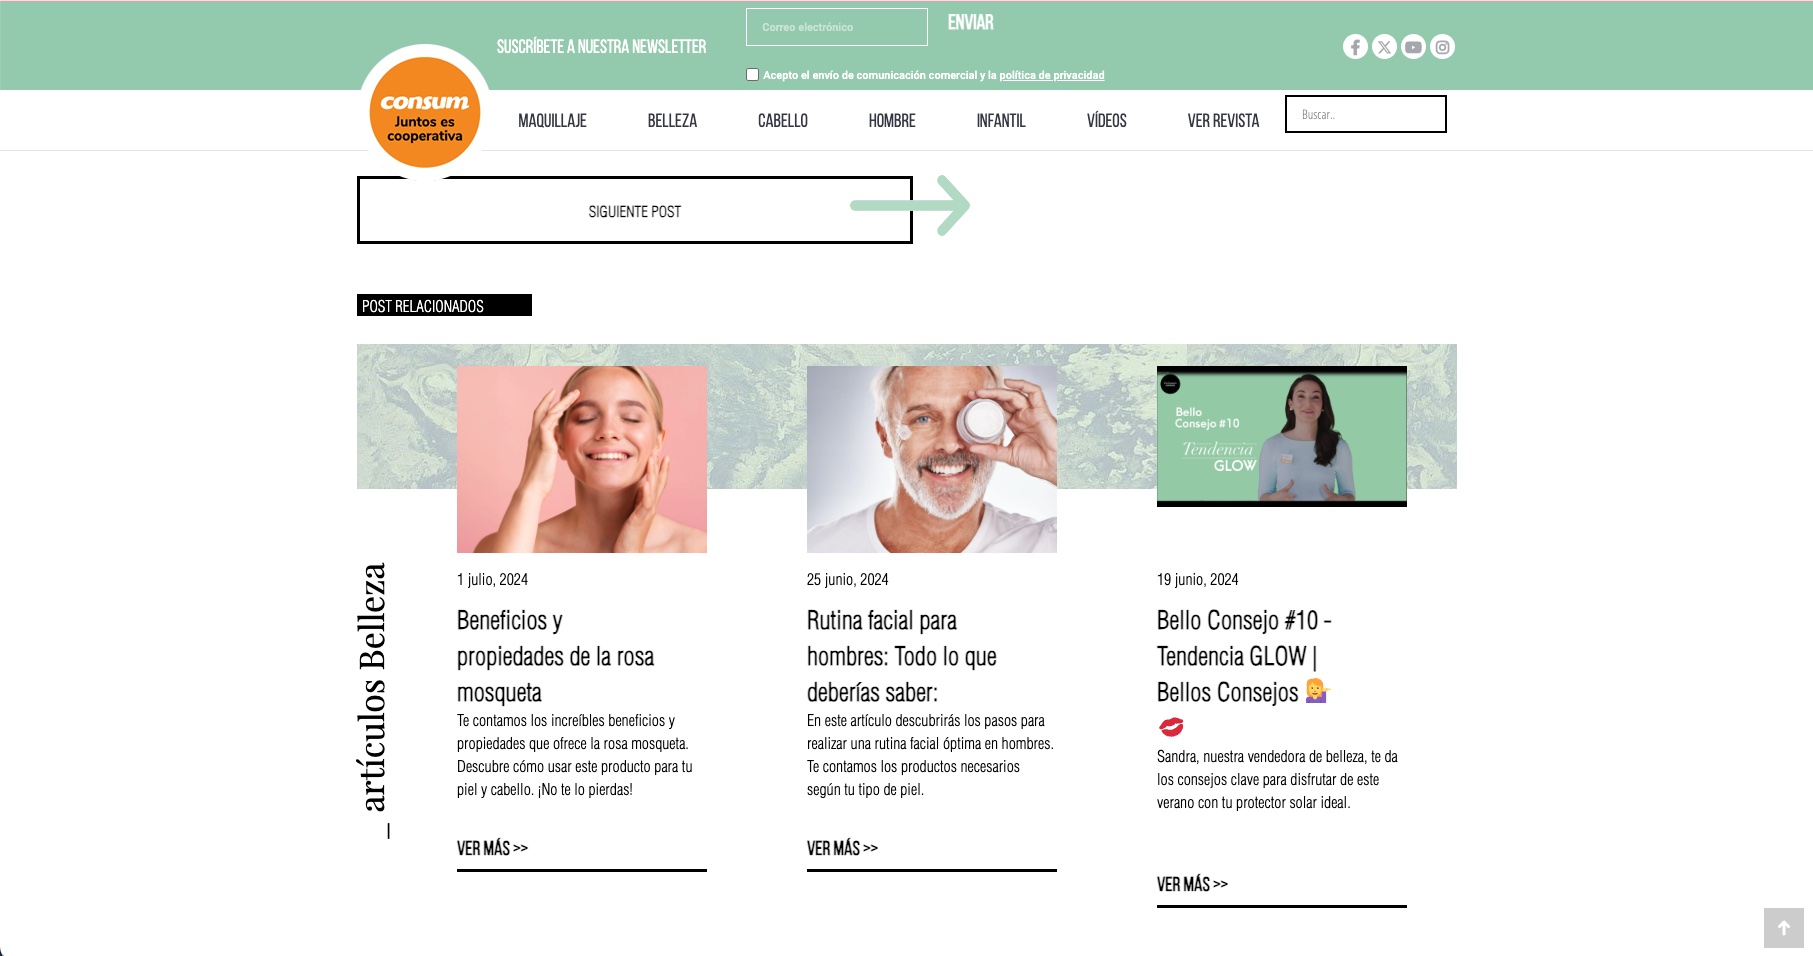 Correo electrónico
ENVIAR
SUSCRÍBETE A NUESTRA NEWSLETTER
Acepto el envío de comunicación comercial y la política de privacidad
consum
Juntos es
cooperativa
MAQUILLAJE
BELLEZA
CABELLO
HOMBRE
INFANTIL
VÍDEOS
VER REVISTA
Buscar..
SIGUIENTE POST
POST RELACIONADOS
_ artículos Belleza
1 julio, 2024
Beneficios y
propiedades de la rosa
mosqueta
Te contamos los increíbles beneficios y
propiedades que ofrece la rosa mosqueta.
Descubre cómo usar este producto para tu
piel y cabello. ¡No te lo pierdas!
VER MÁS >>
25 junio, 2024
Rutina facial para
hombres: Todo lo que
deberías saber:
En este artículo descubrirás los pasos para
realizar una rutina facial óptima en hombres.
Te contamos los productos necesarios
según tu tipo de piel.
VER MÁS >>
Bello
Consejo #10
Tendencia
GLOW
19 junio, 2024
Bello Consejo #10 -
Tendencia GLOW |
Bellos Consejos 💁‍♀️
💋
Sandra, nuestra vendedora de belleza, te da
los consejos clave para disfrutar de este
verano con tu protector solar ideal.
VER MÁS >>